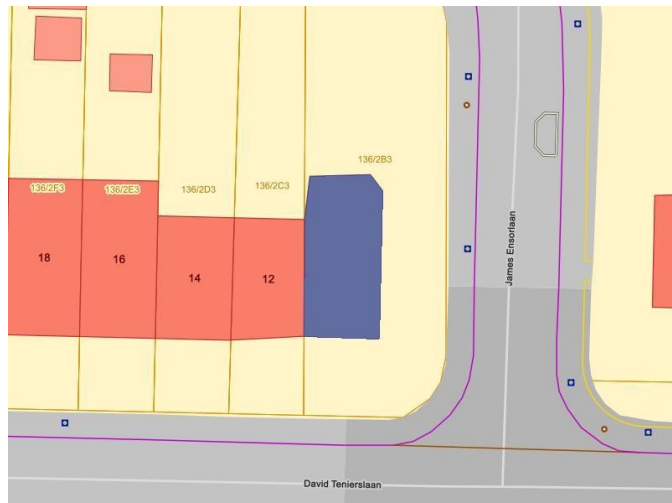 136/2B3
136/2F3
136/2E3
136/2D3
136/2C3
James Ensorlaan
18
16
14
12
David Tenierslaan